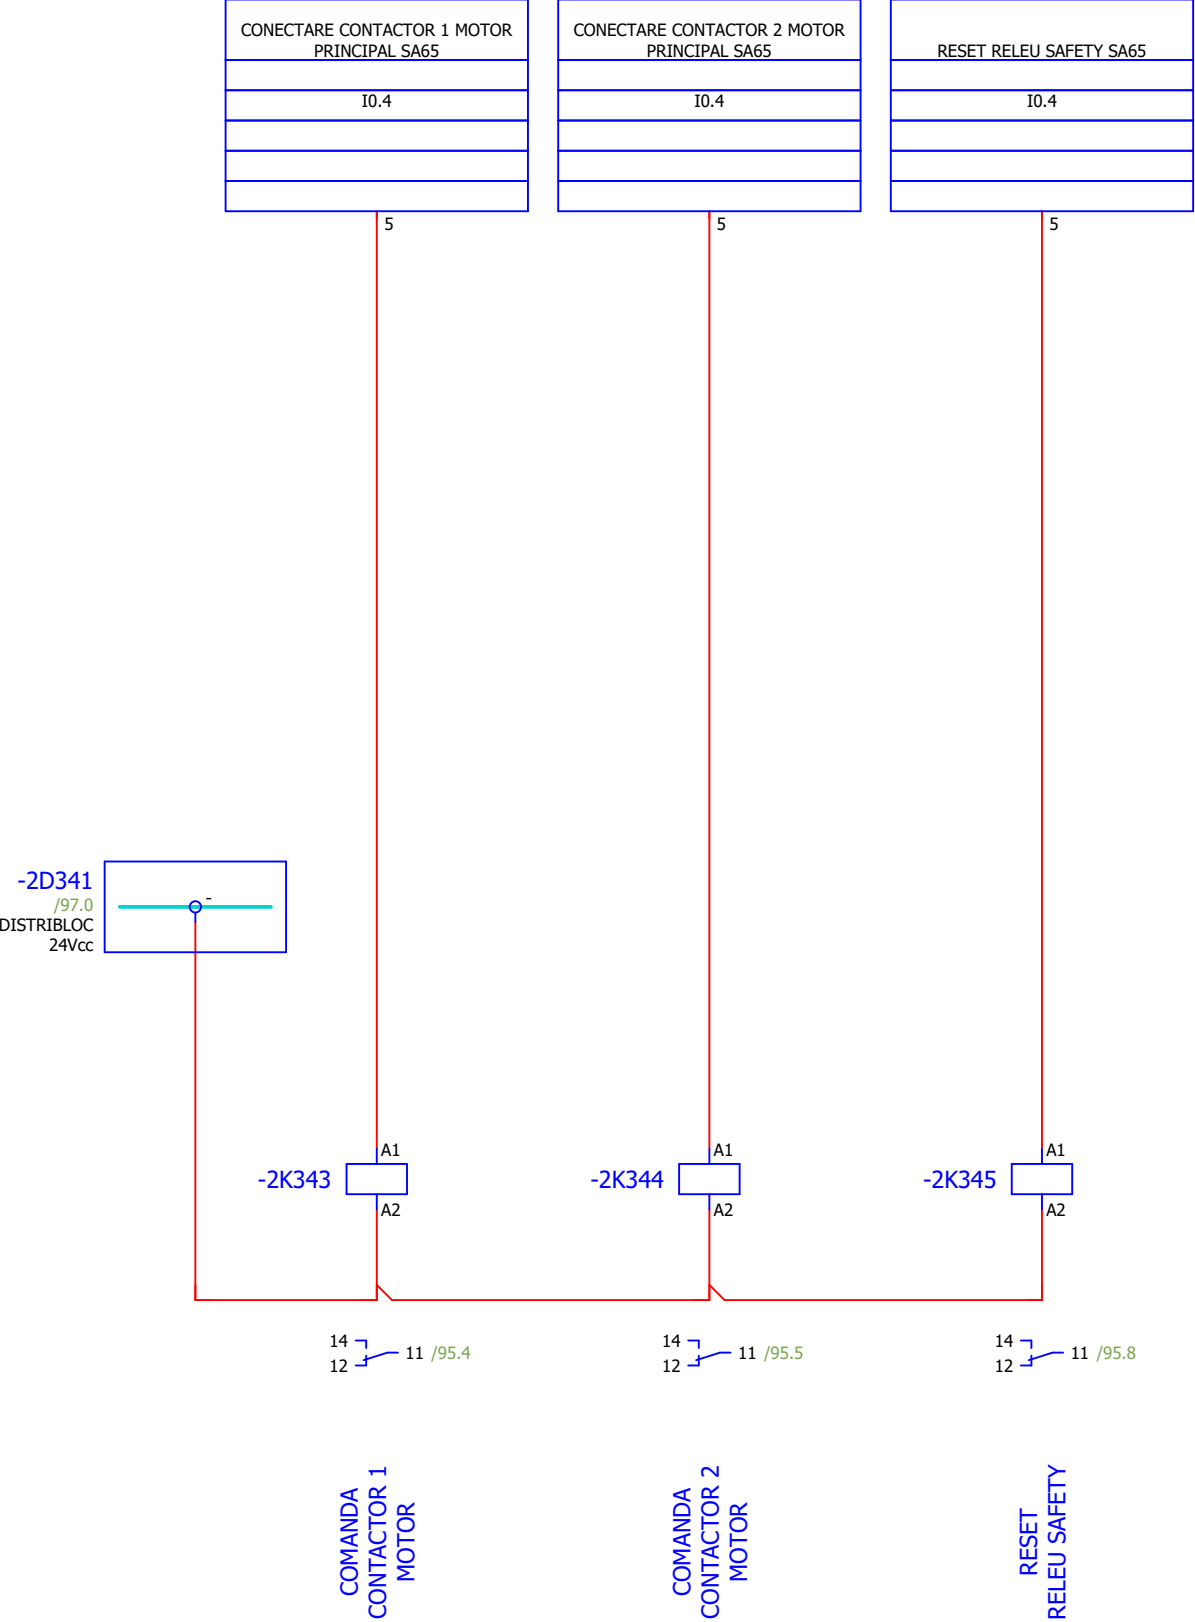 CONECTARE CONTACTOR 1 MOTOR
PRINCIPAL SA65
I0.4
5
CONECTARE CONTACTOR 2 MOTOR
PRINCIPAL SA65
I0.4
5
RESET RELEU SAFETY SA65
I0.4
5
-2D341
/97.0
DISTRIBLOC
24Vcc
-
-2K343
A1
A2
-2K344
A1
A2
-2K345
A1
A2
14
12
11 /95.4
14
12
11 /95.5
14
12
11 /95.8
COMANDA
CONTACTOR 1
MOTOR
COMANDA
CONTACTOR 2
MOTOR
RESET
RELEU SAFETY